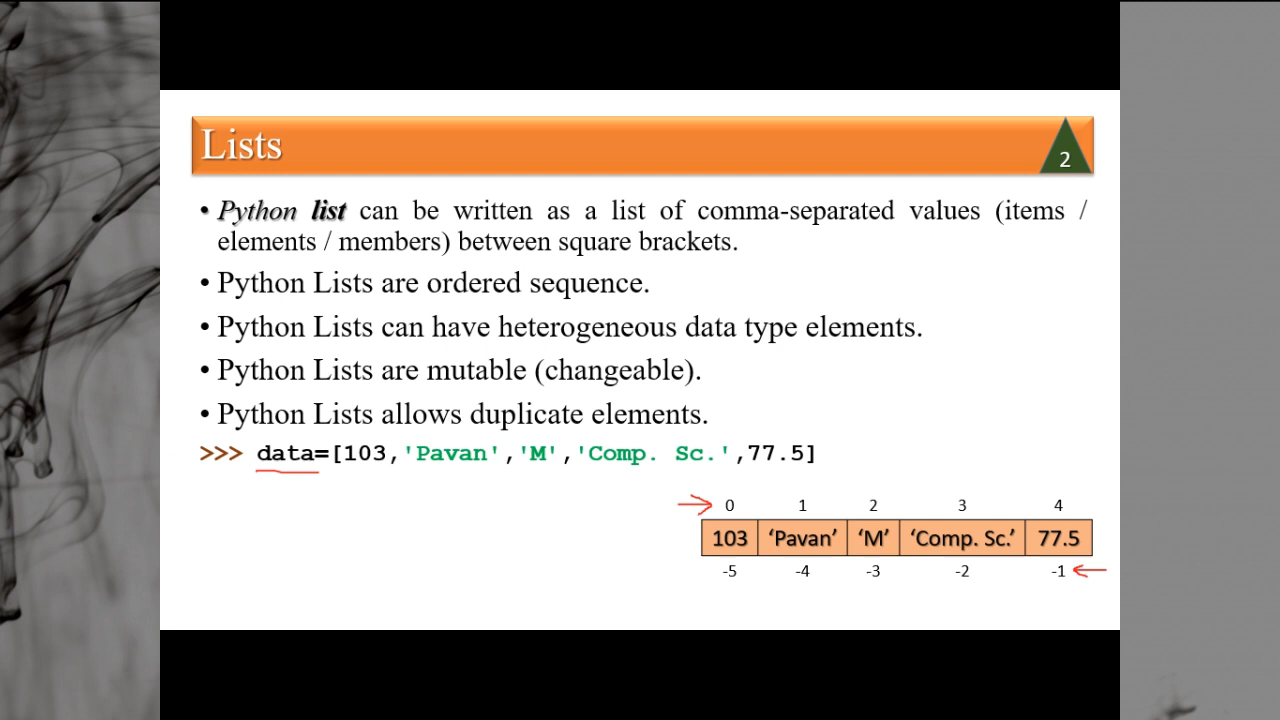 Lists
2
• Python list can be written as a list of comma-separated values (items /
elements / members) between square brackets.
• Python Lists are ordered sequence.
• Python Lists can have heterogeneous data type elements.
• Python Lists are mutable (changeable).
• Python Lists allows duplicate elements.
>>> data=[103,'Pavan','M','Comp. Sc.',77.5]
0 1 2 3 4
103 ‘Pavan’ ‘M’ ‘Comp. Sc.’ 77.5
-5 -4 -3 -2 -1